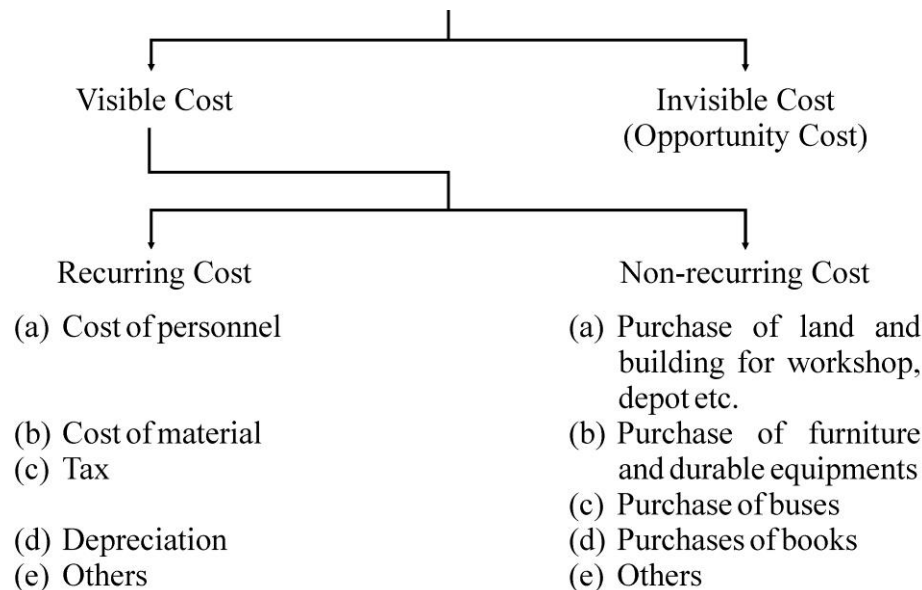 Visible Cost
Invisible Cost
(Opportunity Cost)
Recurring Cost
(a) Cost of personnel
(b) Cost of material
(c) Tax
(d) Depreciation
(e) Others
Non-recurring Cost
(a) Purchase of land and
building for workshop,
depot etc.
(b) Purchase of furniture
and durable equipments
(c) Purchase of buses
(d) Purchases of books
(e) Others